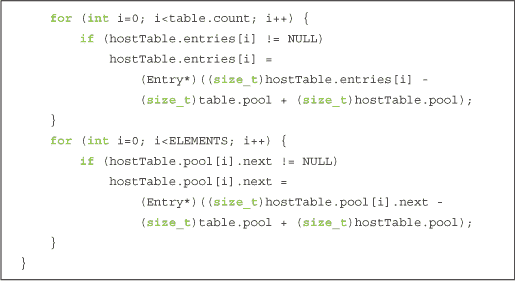 for (int i=0; i<table.count; i++) {
if (hostTable.entries[i] != NULL)
hostTable.entries[i] =
(Entry*)((size_t)hostTable.entries[i] -
(size_t)table.pool + (size_t)hostTable.pool);
}
for (int i=0; i<ELEMENTS; i++) {
if (hostTable.pool[i].next != NULL)
hostTable.pool[i].next =
(Entry*)((size_t)hostTable.pool[i].next -
(size_t)table.pool + (size_t)hostTable.pool);
}
}